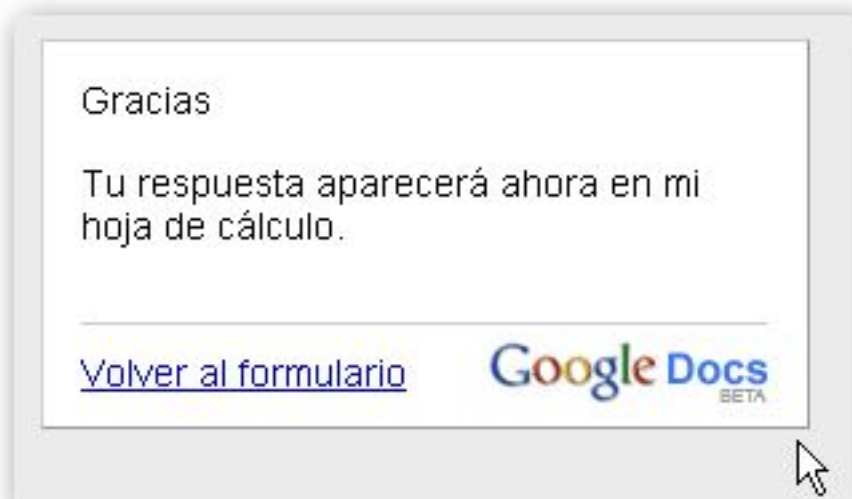 Gracias
Tu respuesta aparecerá ahora en mi
hoja de cálculo.
Volver al formulario
Google Docs
BETA